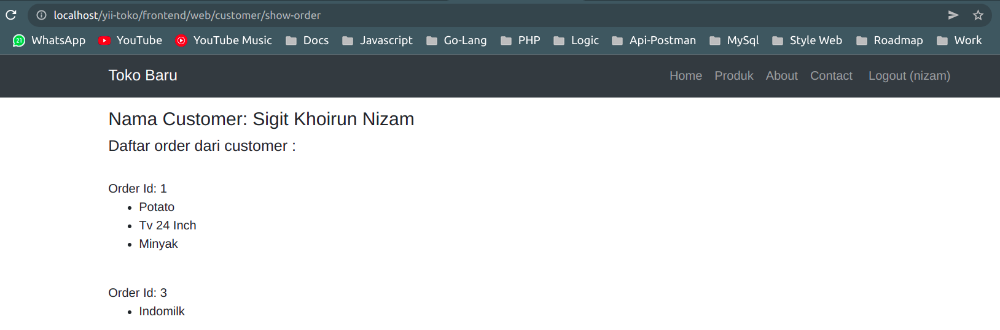 localhost/yii-toko/frontend/web/customer/show-order
21 WhatsApp YouTube YouTube Music Docs Javascript Go-Lang PHP Logic Api-Postman MySql Style Web Roadmap Work
Toko Baru Home Produk About Contact Logout (nizam)
Nama Customer: Sigit Khoirun Nizam
Daftar order dari customer :
Order Id: 1
• Potato
• Tv 24 Inch
• Minyak
Order Id: 3
• Indomilk